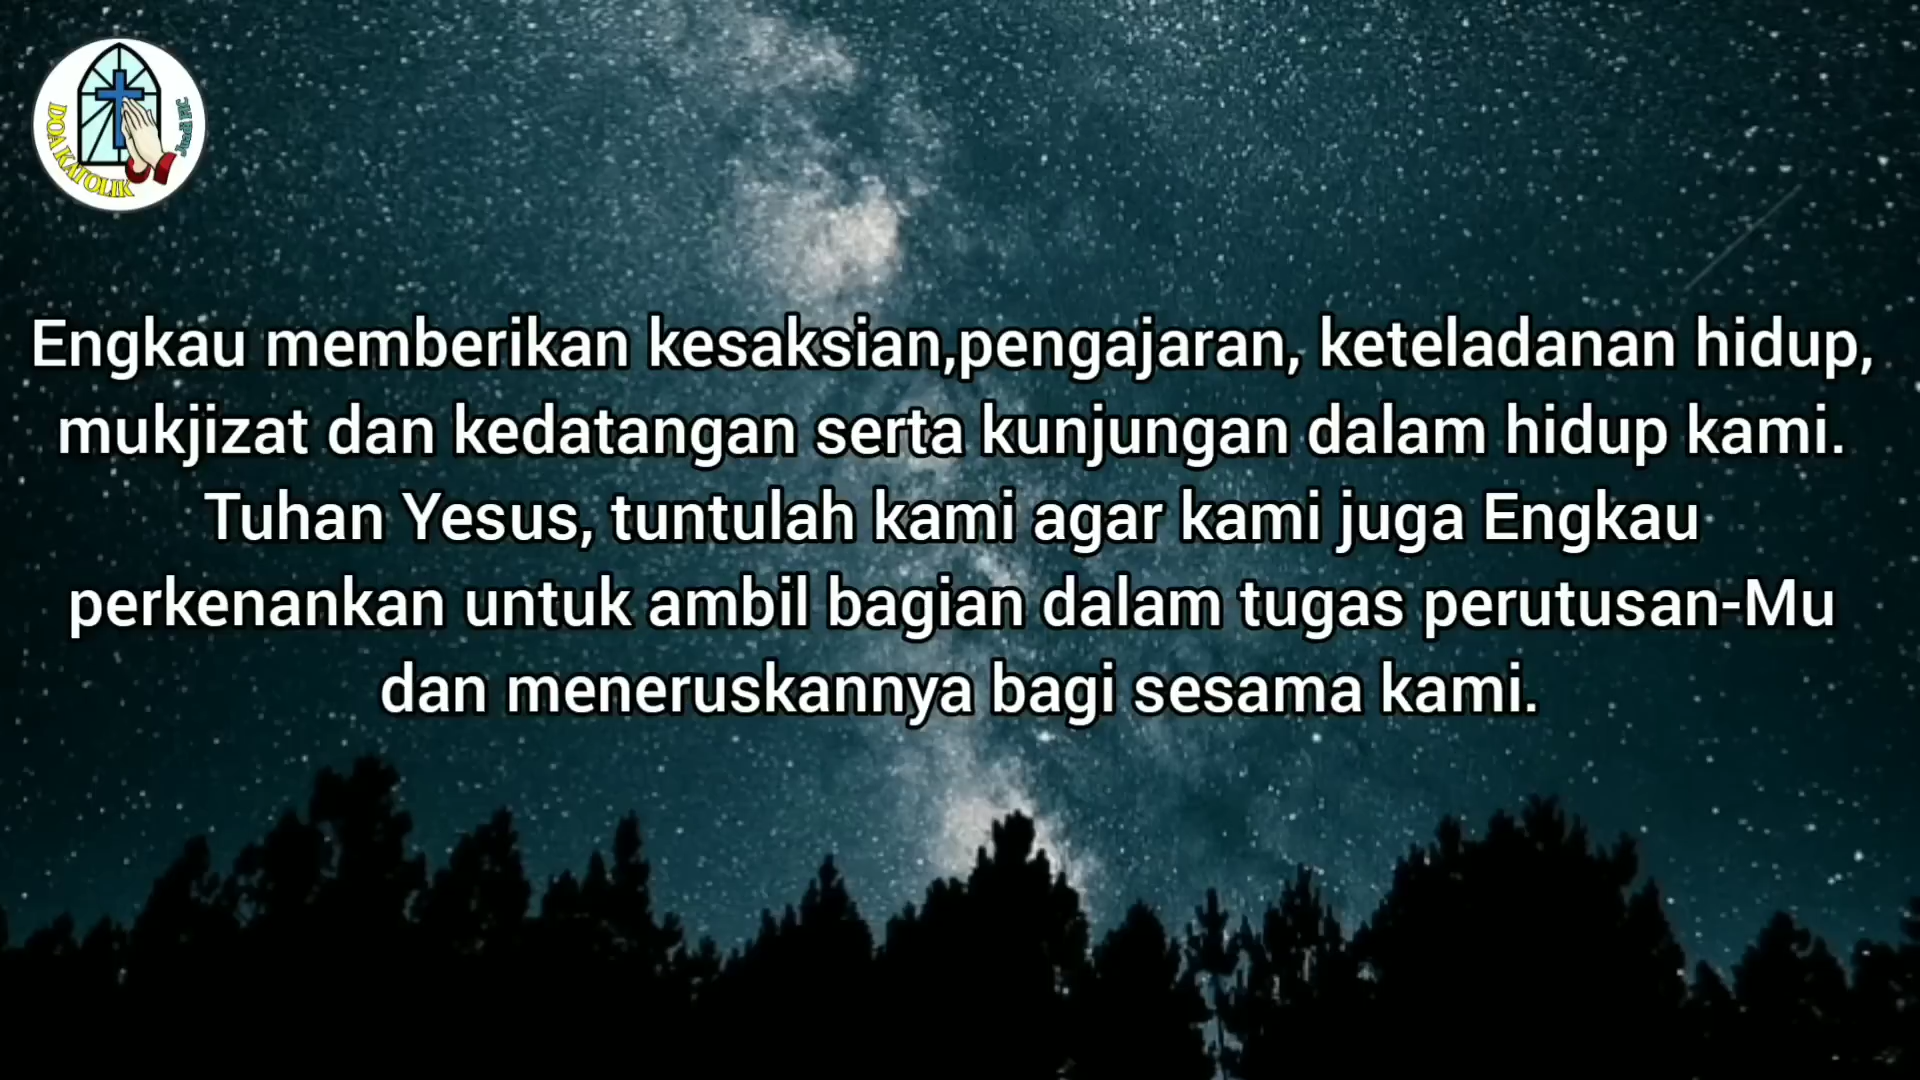 DOA KATOLIK
Engkau memberikan kesaksian,pengajaran, keteladanan hidup,
mukjizat dan kedatangan serta kunjungan dalam hidup kami.
Tuhan Yesus, tuntulah kami agar kami juga Engkau
perkenankan untuk ambil bagian dalam tugas perutusan-Mu
dan meneruskannya bagi sesama kami.